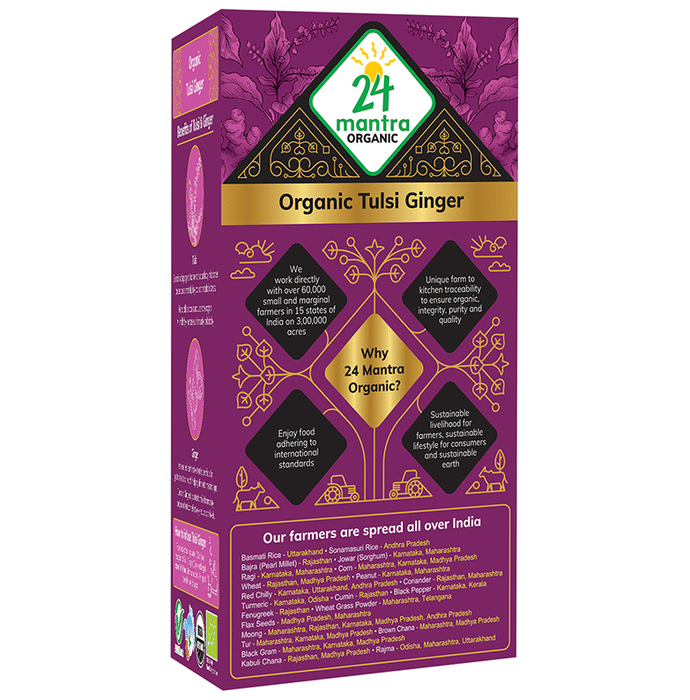 24
mantra
ORGANIC
Organic Tulsi Ginger
We
work directly
with over 60,000
small and marginal
farmers in 15 states of
India on 3,00,000
acres
Unique farm to
kitchen traceability
to ensure organic,
integrity, purity and
quality
Why
24 Mantra
Organic?
Enjoy food
adhering to
international
standards
Sustainable
livelihood for
farmers, sustainable
lifestyle for consumers
and sustainable
earth
Our farmers are spread all over India
Basmati Rice - Uttarakhand • Sonamasuri Rice - Andhra Pradesh
Bajra (Pearl Millet) - Rajasthan • Jowar (Sorghum) - Karnataka, Maharashtra
Ragi - Karnataka, Maharashtra • Corn - Maharashtra, Karnataka, Madhya Pradesh
Wheat - Rajasthan, Madhya Pradesh • Peanut - Karnataka, Maharashtra
Red Chilly - Karnataka, Uttarakhand, Andhra Pradesh • Coriander - Rajasthan, Maharashtra
Turmeric - Karnataka, Odisha • Cumin - Rajasthan • Black Pepper - Karnataka, Kerala
Fenugreek - Rajasthan • Wheat Grass Powder - Maharashtra, Telangana
Flax Seeds - Madhya Pradesh, Maharashtra
Moong - Maharashtra, Rajasthan, Karnataka, Madhya Pradesh, Andhra Pradesh
Tur - Maharashtra, Karnataka, Madhya Pradesh • Brown Chana - Maharashtra, Madhya Pradesh
Black Gram - Maharashtra, Karnataka, Madhya Pradesh
Kabuli Chana - Rajasthan, Madhya Pradesh • Rajma - Odisha, Maharashtra, Uttarakhand
Organic
Tulsi Ginger
Benefits of Tulsi & Ginger
Tulsi
Ginger
How to Infuse Tulsi Ginger